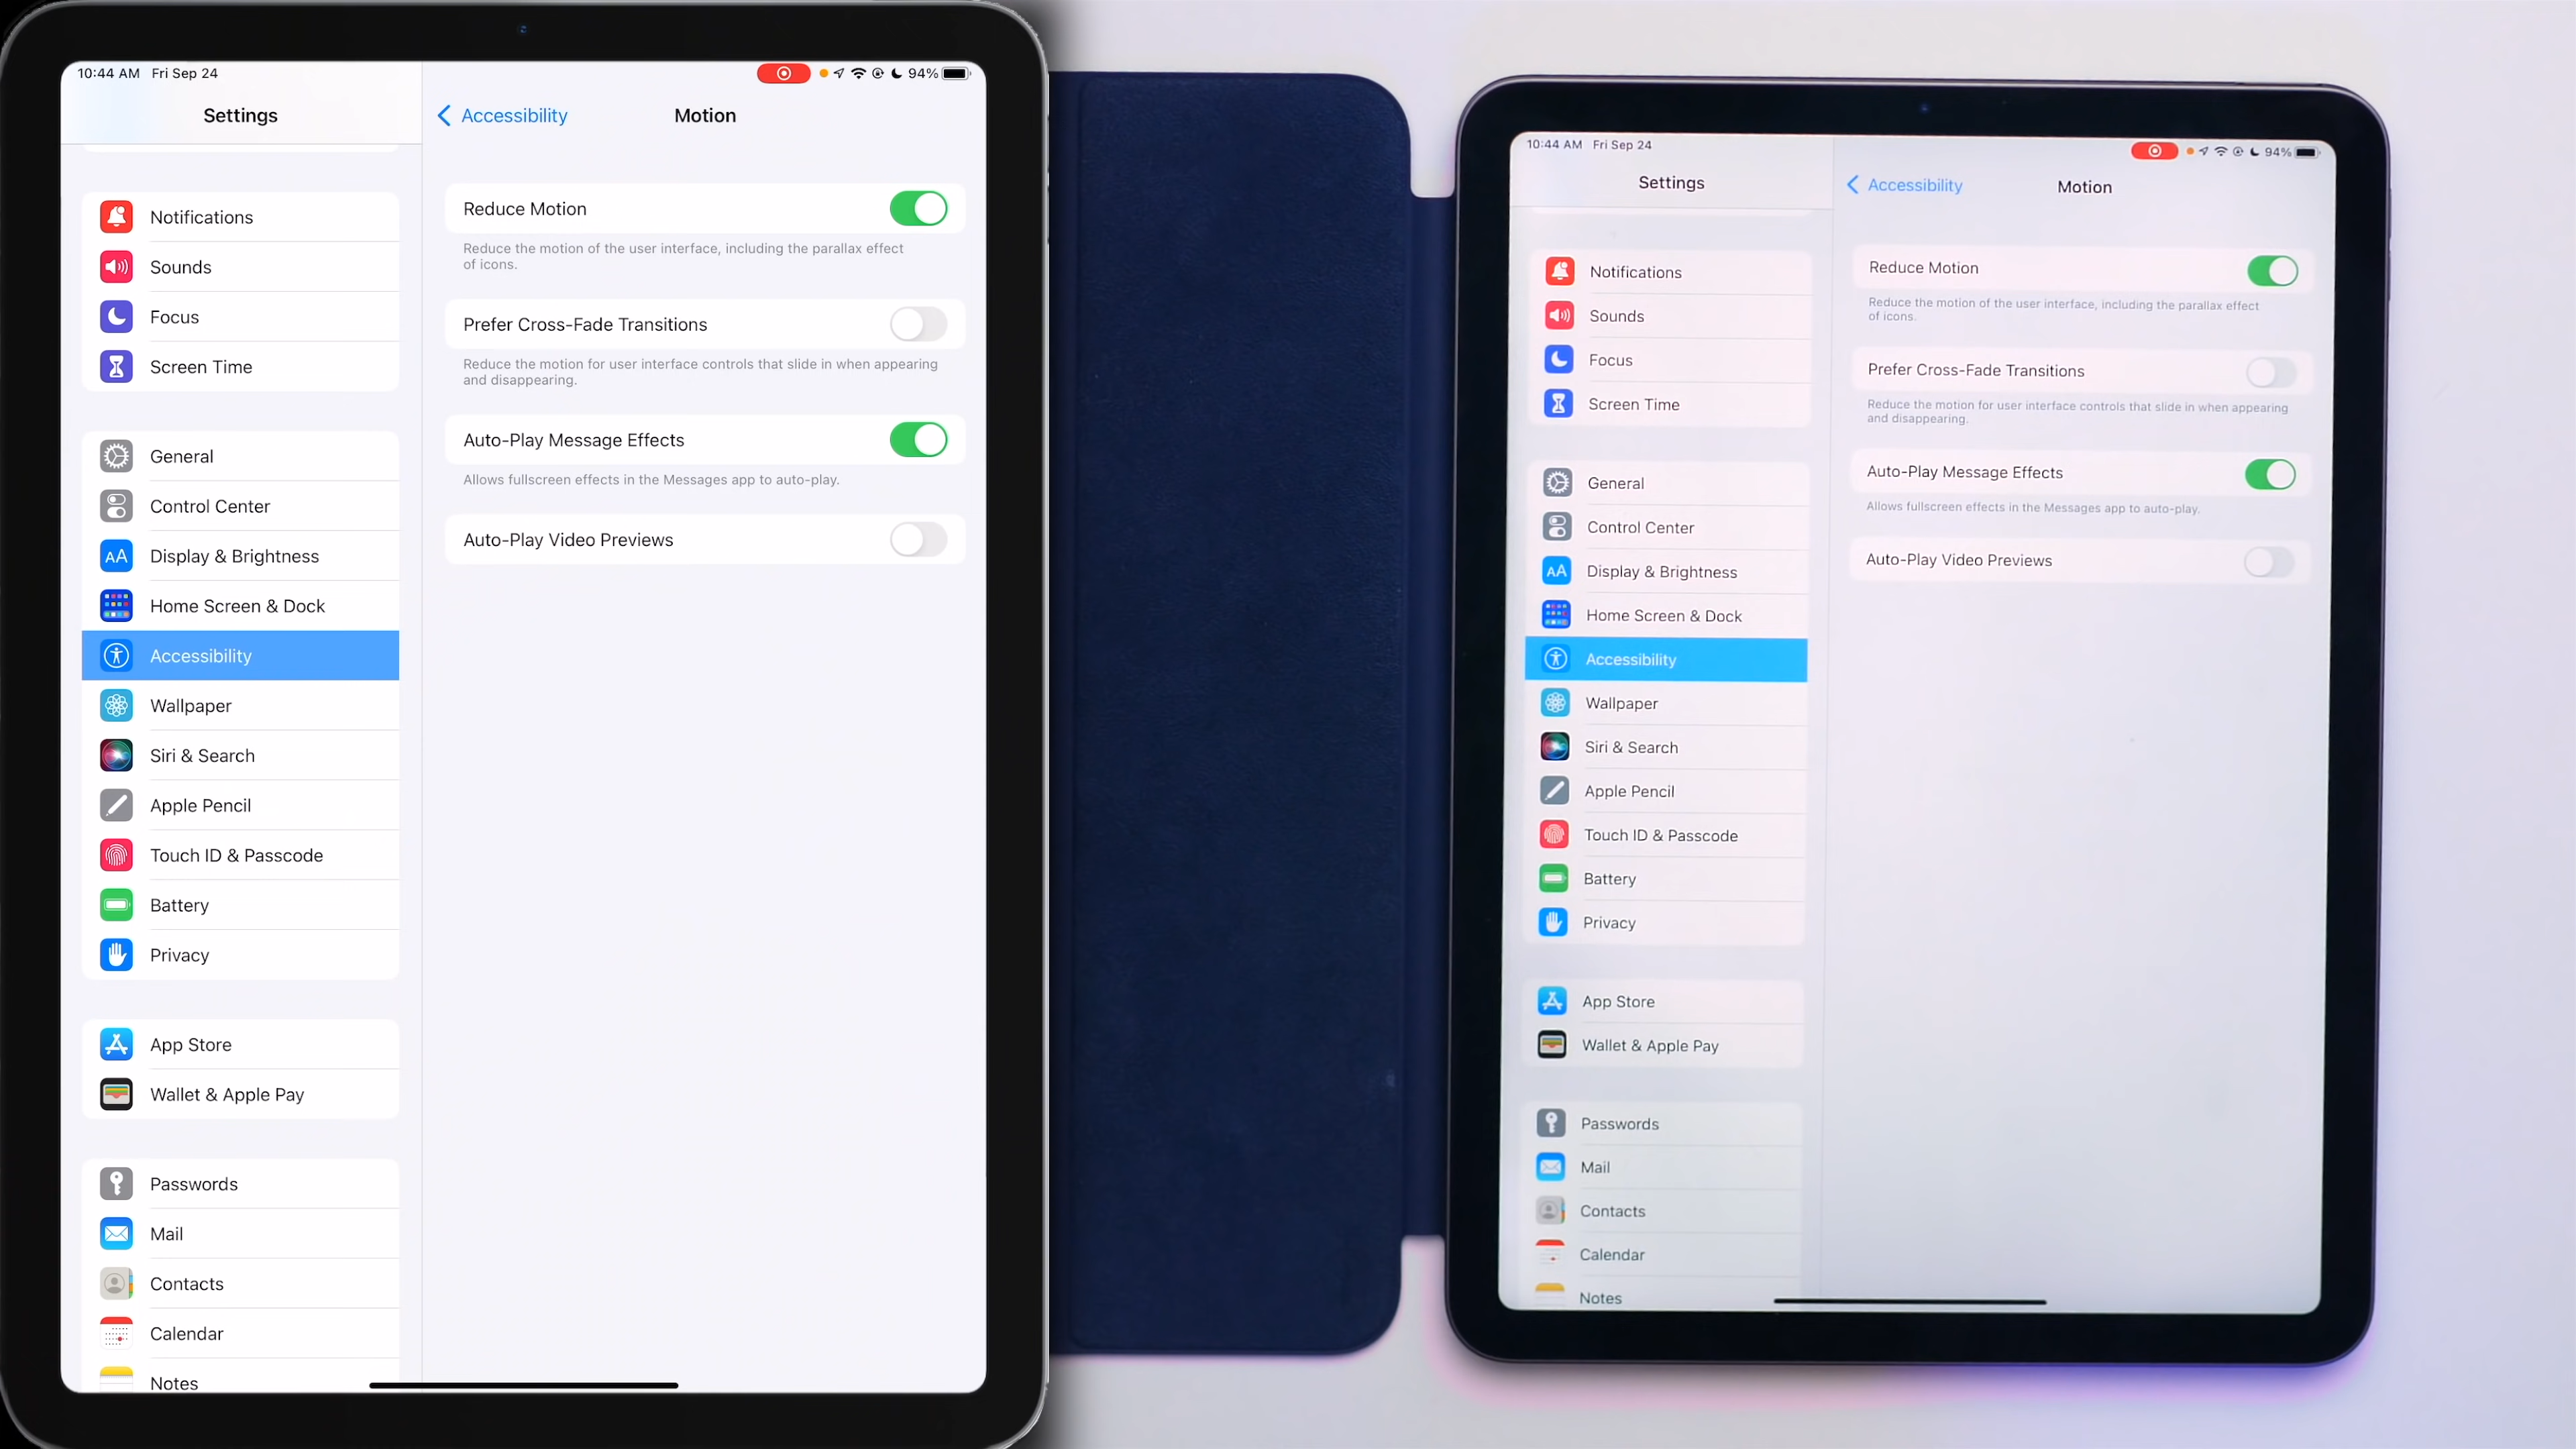 10:44 AM Fri Sep 24
94%
Settings
Notifications
Sounds
Focus
Screen Time
General
Control Center
AA Display & Brightness
Home Screen & Dock
Accessibility
Wallpaper
Siri & Search
Apple Pencil
Touch ID & Passcode
Battery
Privacy
App Store
Wallet & Apple Pay
Passwords
Mail
Contacts
Calendar
Notes
Accessibility
Motion
Reduce Motion
Reduce the motion of the user interface, including the parallax effect
of icons.
Prefer Cross-Fade Transitions
Reduce the motion for user interface controls that slide in when appearing
and disappearing.
Auto-Play Message Effects
Allows fullscreen effects in the Messages app to auto-play.
Auto-Play Video Previews
10:44 AM Fri Sep 24
94%
Settings
Notifications
Sounds
Focus
Screen Time
General
Control Center
AA Display & Brightness
Home Screen & Dock
Accessibility
Wallpaper
Siri & Search
Apple Pencil
Touch ID & Passcode
Battery
Privacy
App Store
Wallet & Apple Pay
Passwords
Mail
Contacts
Calendar
Notes
Accessibility
Motion
Reduce Motion
Reduce the motion of the user interface, including the parallax effect
of icons.
Prefer Cross-Fade Transitions
Reduce the motion for user interface controls that slide in when appearing
and disappearing.
Auto-Play Message Effects
Allows fullscreen effects in the Messages app to auto-play.
Auto-Play Video Previews